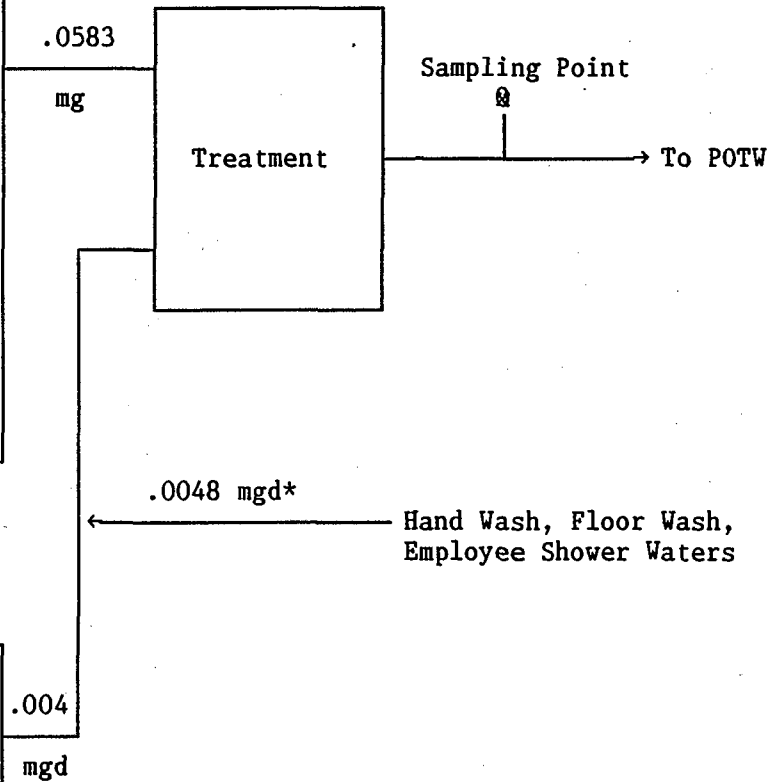 .0583
mg
Sampling Point
Treatment
To POTW
.0048 mgd*
Hand Wash, Floor Wash,
Employee Shower Waters
.004
mgd